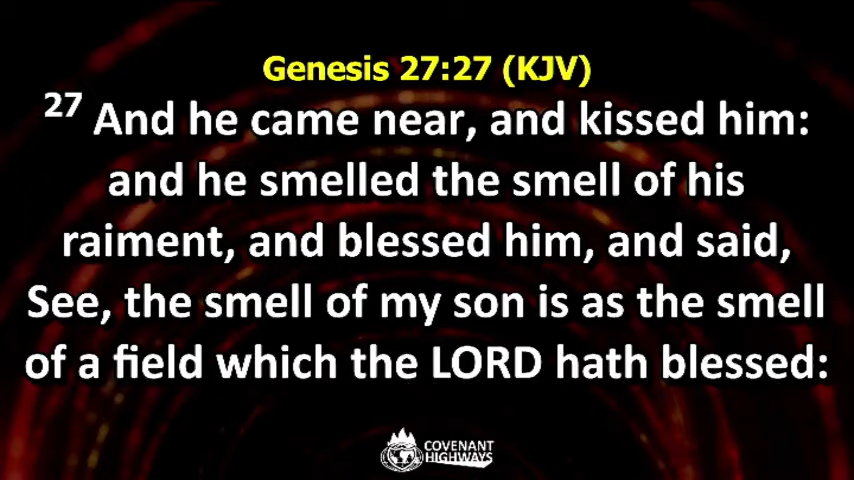 Genesis 27:27 (KJV)
27 And he came near, and kissed him:
and he smelled the smell of his
raiment, and blessed him, and said,
See, the smell of my son is as the smell
of a field which the LORD hath blessed:
COVENANT
HIGHWAYS